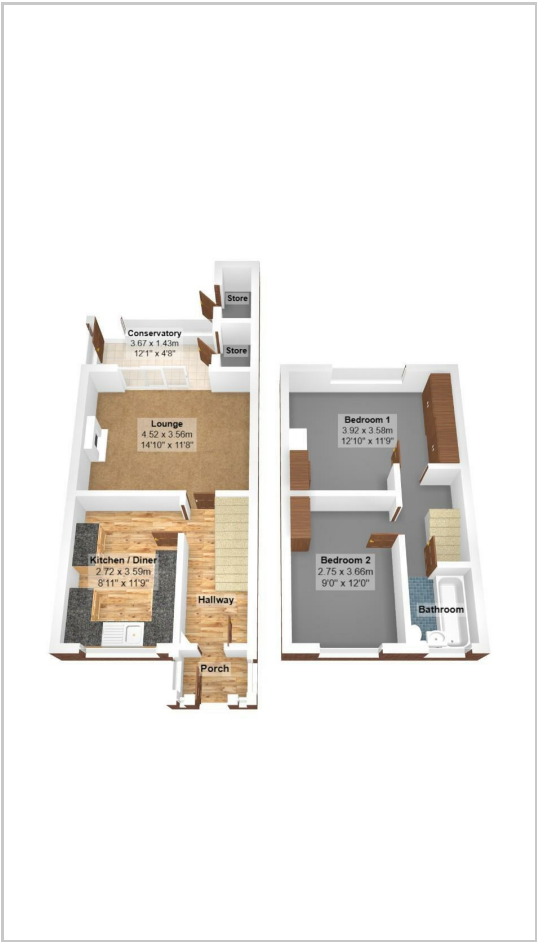 Store
Store
Conservatory
3.67 x 1.43m
12'1" x 4'8"
Lounge
4.52 x 3.56m
14'10" x 11'8"
Kitchen / Diner
2.72 x 3.59m
8'11" x 11'9"
Hallway
Porch
Bedroom 1
3.92 x 3.58m
12'10" x 11'9"
Bedroom 2
2.75 x 3.66m
9'0" x 12'0"
Bathroom